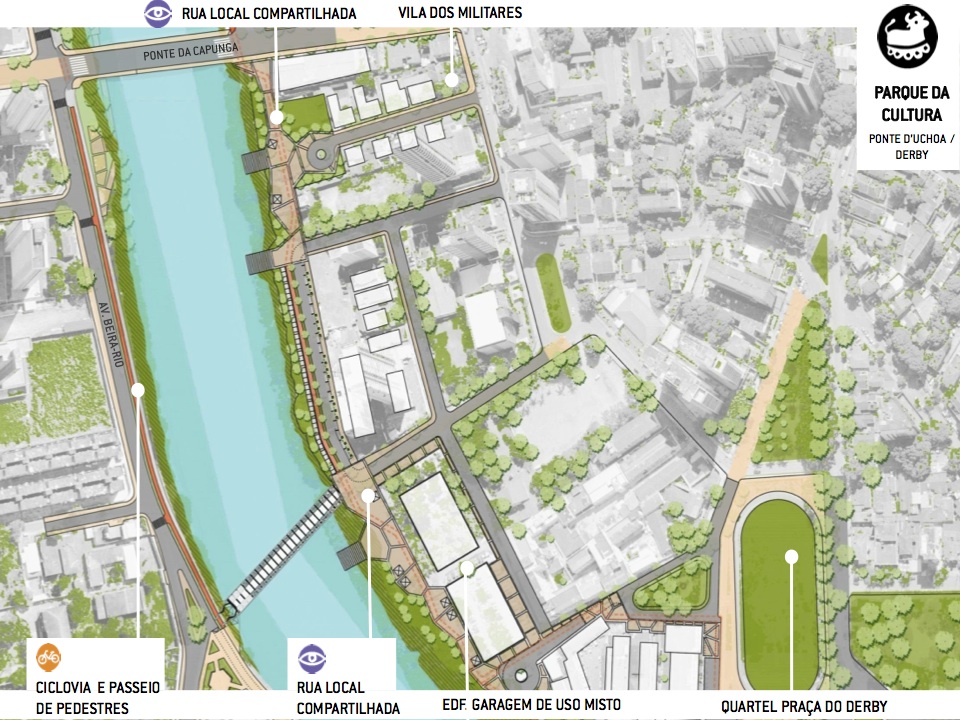 RUA LOCAL COMPARTILHADA
VILA DOS MILITARES
PARQUE DA
CULTURA
PONTE D'UCHOA /
DERBY
PONTE DA CAPUNGA
AV. BEIRA-RIO
CICLOVIA E PASSEIO
DE PEDESTRES
RUA LOCAL
COMPARTILHADA
EDF. GARAGEM DE USO MISTO
QUARTEL PRAÇA DO DERBY